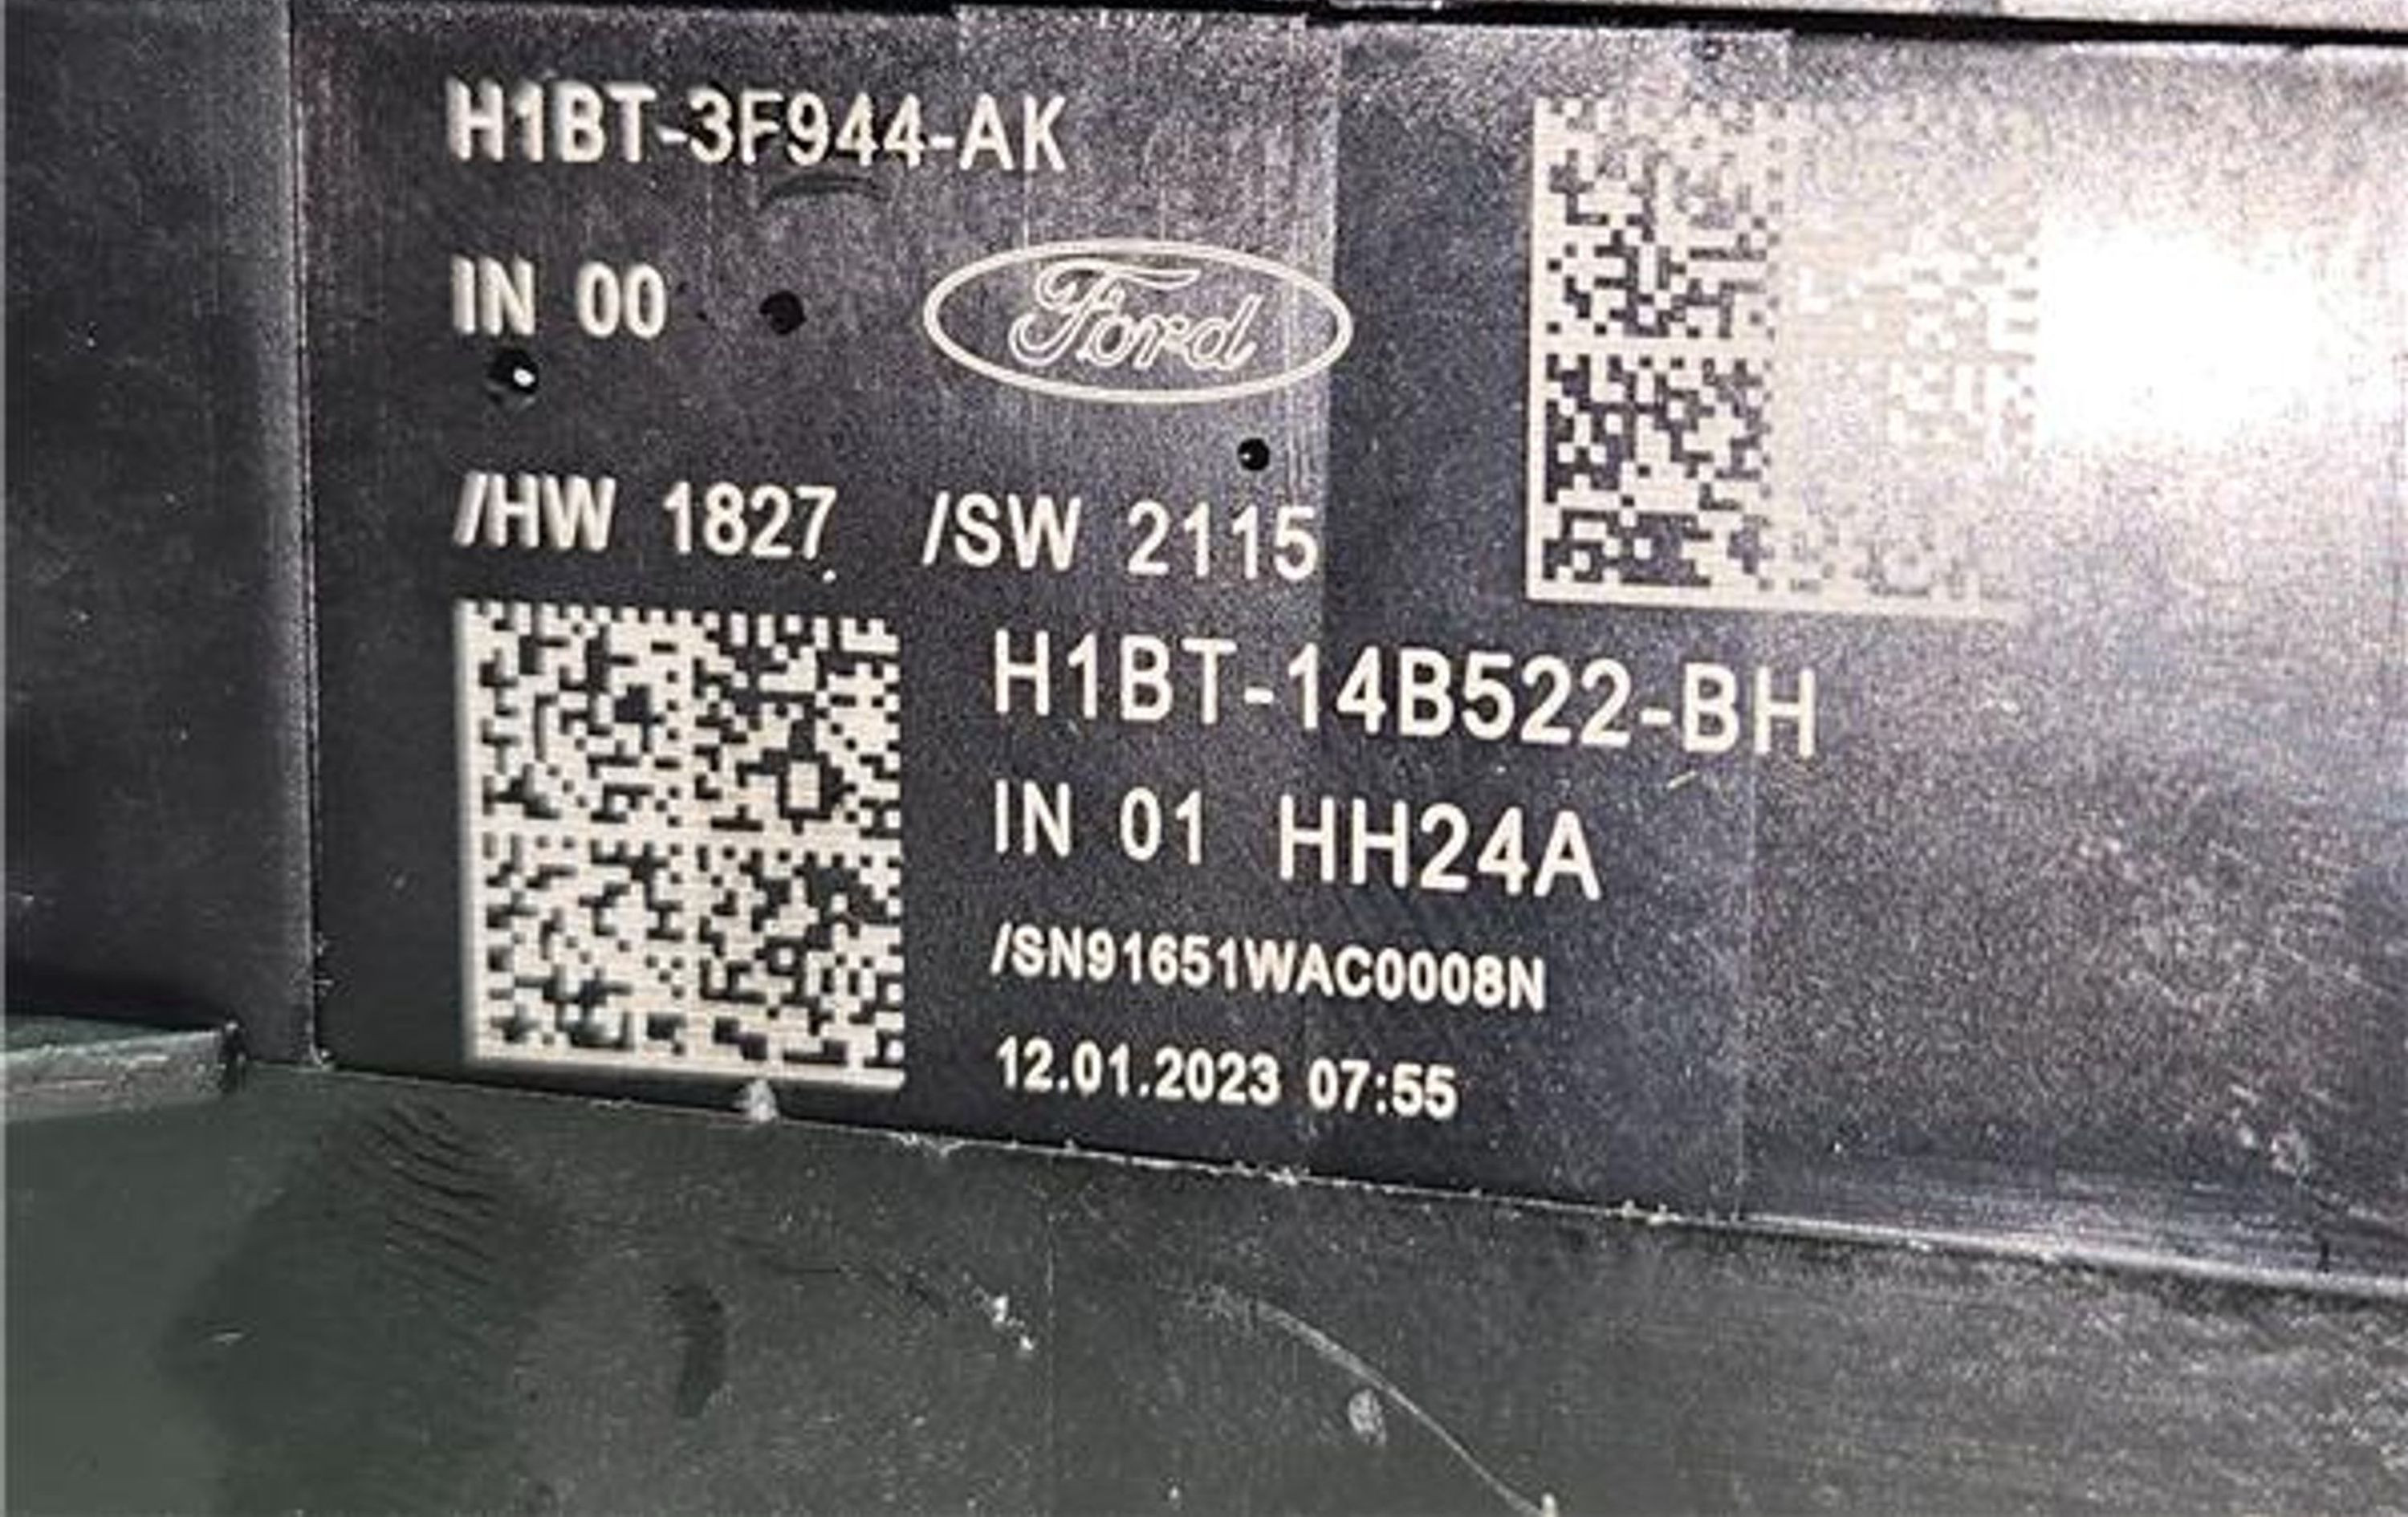 H1BT-3F944-AK
IN 00
Ford
/HW 1827 /SW 2115
H1BT-14B522-BH
IN 01 HH24A
/SN91651WAC0008N
12.01.2023 07:55